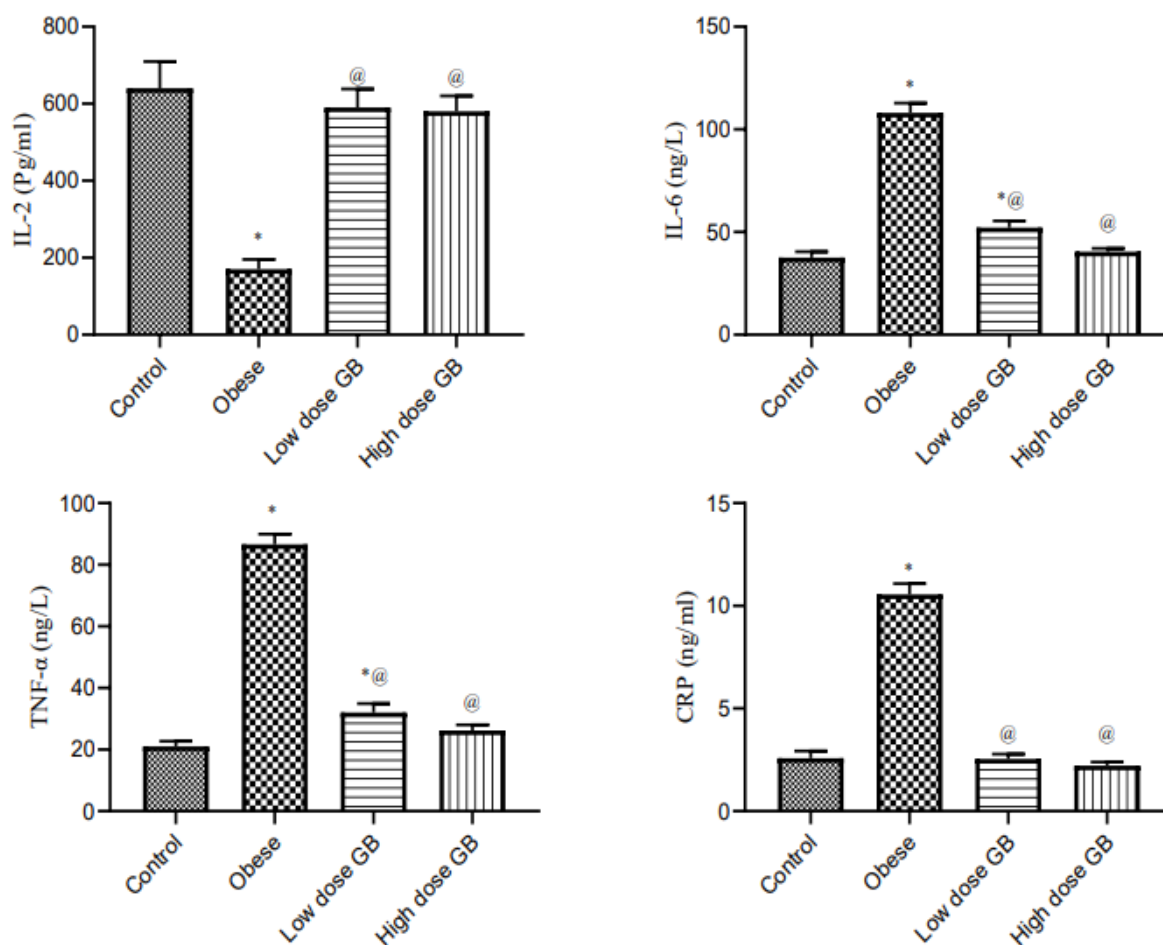 IL-2 (Pg/ml)
800
600
400
200
0
*
@
@
Control
Obese
Low dose GB
High dose GB
IL-6 (ng/L)
150
100
50
0
*
*@
@
Control
Obese
Low dose GB
High dose GB
TNF-α (ng/L)
100
80
60
40
20
0
*
*@
@
Control
Obese
Low dose GB
High dose GB
CRP (ng/ml)
15
10
5
0
*
@
@
Control
Obese
Low dose GB
High dose GB